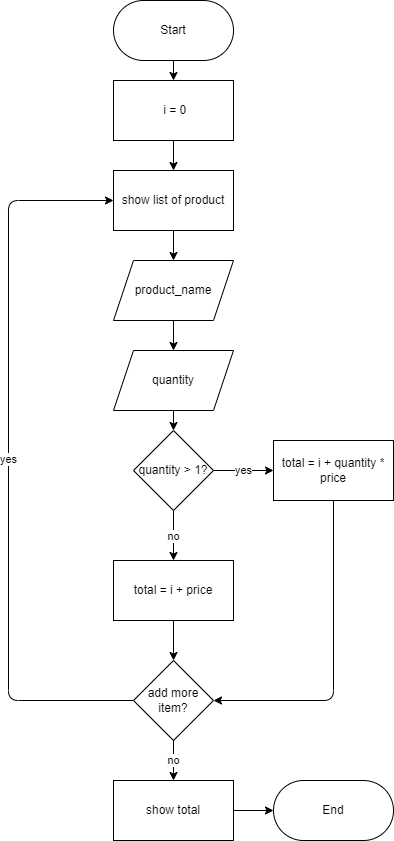 Start
i = 0
show list of product
product_name
quantity
quantity > 1?
yes
total = i + quantity *
price
yes
no
total = i + price
add more
item?
no
show total
End